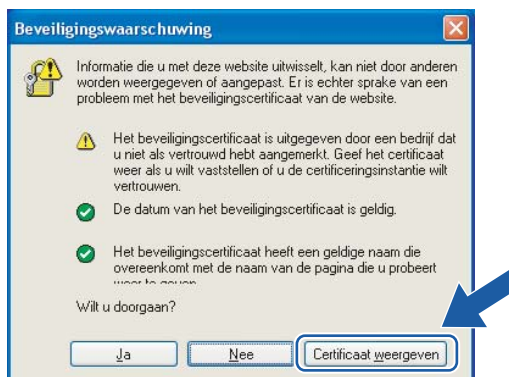 Beveiligingswaarschuwing
Informatie die u met deze website uitwisselt, kan niet door anderen
worden weergegeven of aangepast. Er is echter sprake van een
probleem met het beveiligingscertificaat van de website.
Het beveiligingscertificaat is uitgegeven door een bedrijf dat
u niet als vertrouwd hebt aangemerkt. Geef het certificaat
weer als u wilt vaststellen of u de certificeringsinstantie wilt
vertrouwen.
De datum van het beveiligingscertificaat is geldig.
Het beveiligingscertificaat heeft een geldige naam die
overeenkomt met de naam van de pagina die u probeert
Wilt u doorgaan?
Ja Nee Certificaat weergeven